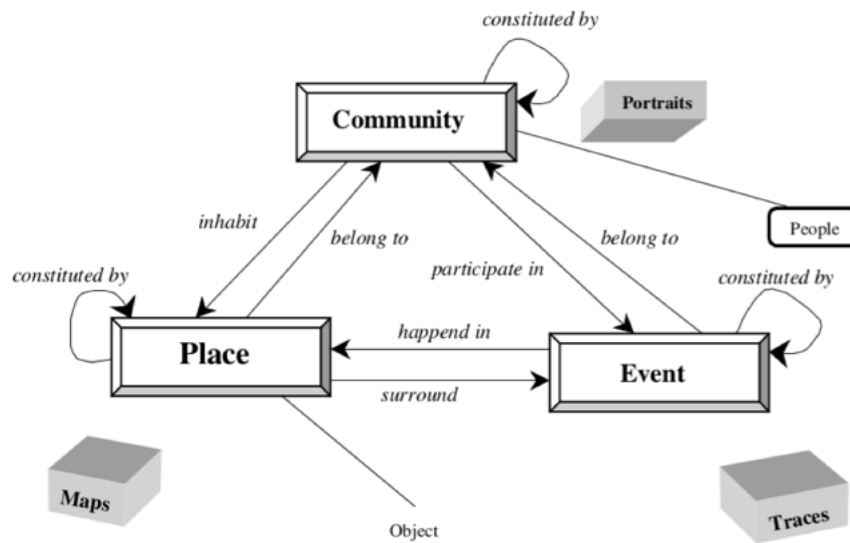 constituted by
Portraits
Community
People
inhabit
belong to
belong to
participate in
constituted by
constituted by
happend in
Place
Event
surround
Maps
Traces
Object